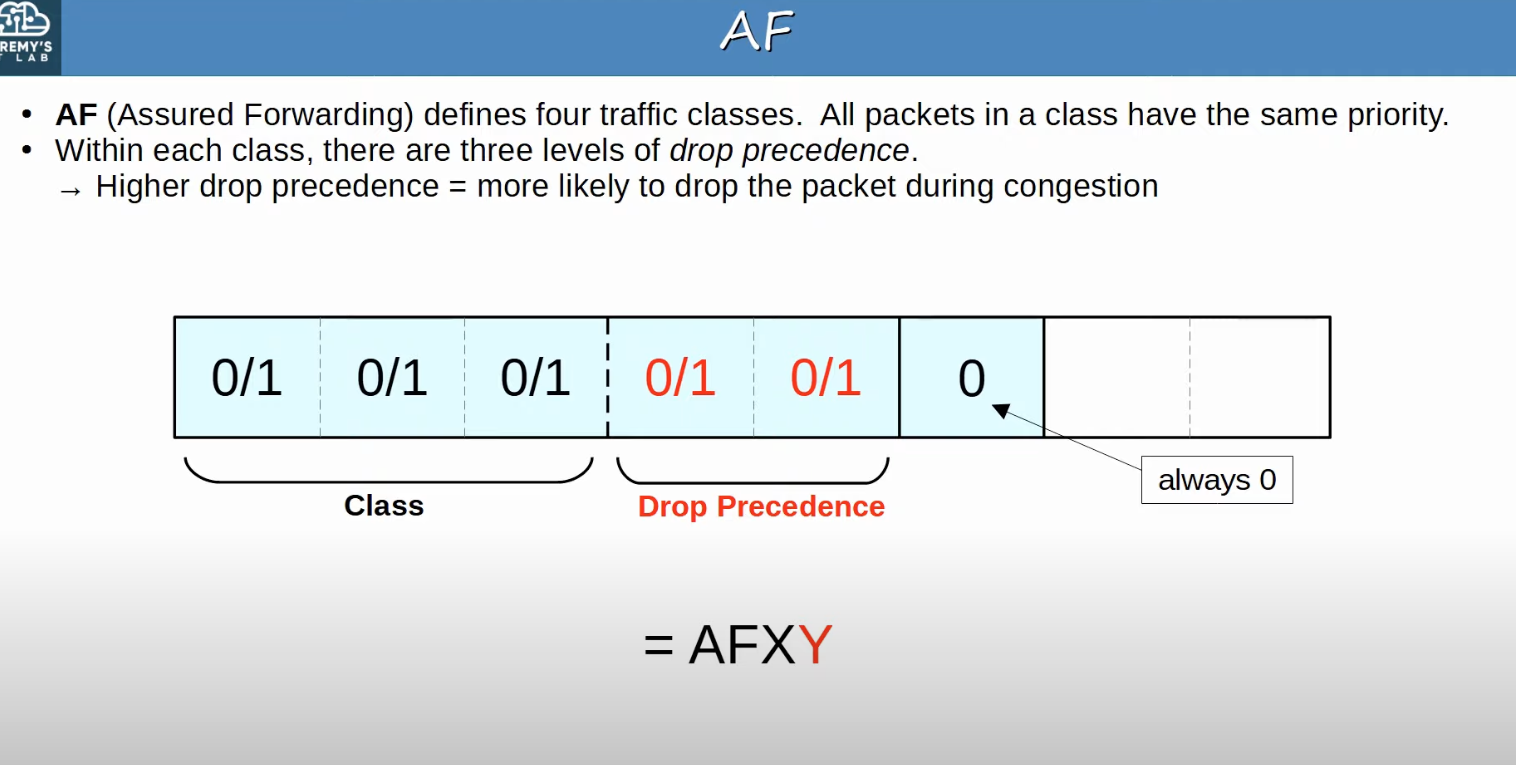 AF
REMY'S
LAB
• AF (Assured Forwarding) defines four traffic classes.  All packets in a class have the same priority.
• Within each class, there are three levels of drop precedence.
→ Higher drop precedence = more likely to drop the packet during congestion
0/1 0/1 0/1 0/1 0/1 0
always 0
Class Drop Precedence
= AFXY